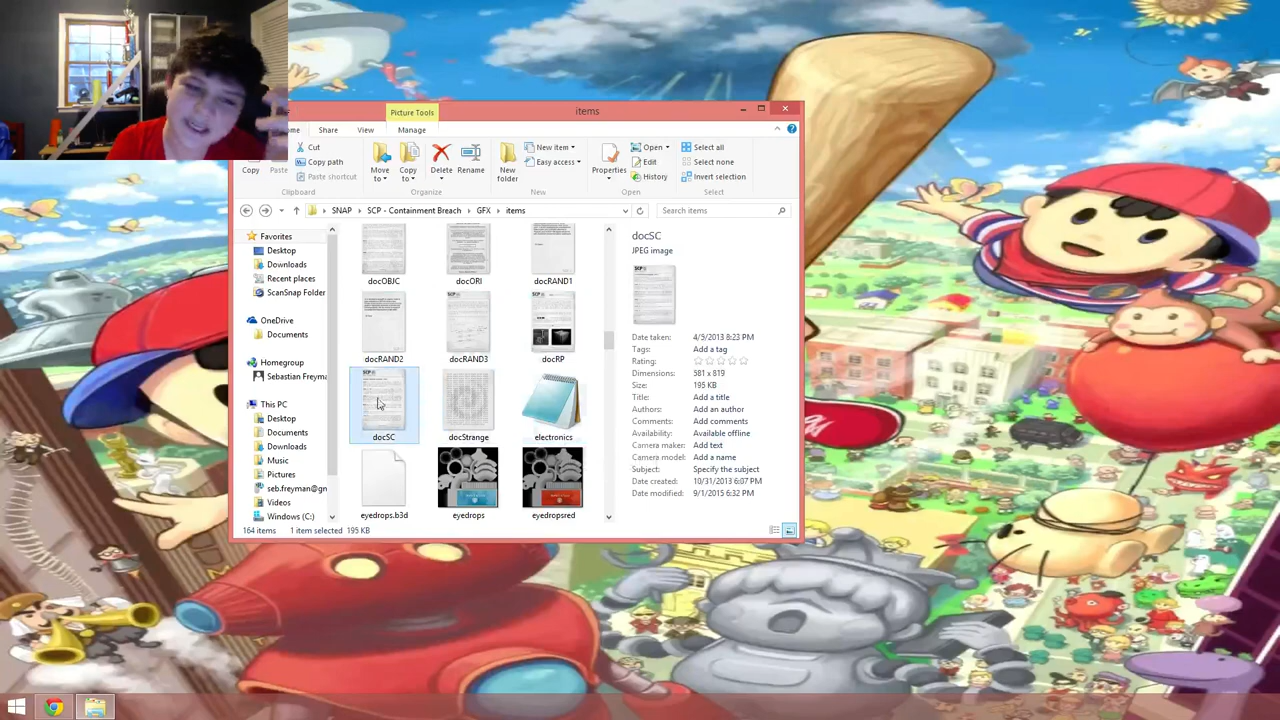 Picture Tools
items
ome
Share
View
Manage
Copy
Paste
Cut
Copy path
Paste shortcut
Clipboard
Move to
Copy to
Delete
Rename
Organize
New folder
New item
Easy access
New
Properties
Open
Edit
History
Open
Select all
Select none
Invert selection
Select
SNAP
SCP - Containment Breach
GFX
items
Search items
Favorites
Desktop
Downloads
Recent places
ScanSnap Folder
OneDrive
Documents
Homegroup
Sebastian Freyma
This PC
Desktop
Documents
Downloads
Music
Pictures
seb.freyman@gn
Videos
Windows (C:)
docOBJC
docORI
docRAND1
docRAND2
docRAND3
docRP
docSC
docStrange
electronics
eyedrops.b3d
eyedrops
eyedropsred
docSC
JPEG image
Date taken: 4/9/2013 8:23 PM
Tags: Add a tag
Rating:
Dimensions: 581 x 819
Size: 195 KB
Title: Add a title
Authors: Add an author
Comments: Add comments
Availability: Available offline
Camera maker: Add text
Camera model: Add a name
Subject: Specify the subject
Date created: 10/31/2013 6:07 PM
Date modified: 9/1/2015 6:32 PM
164 items
1 item selected 195 KB